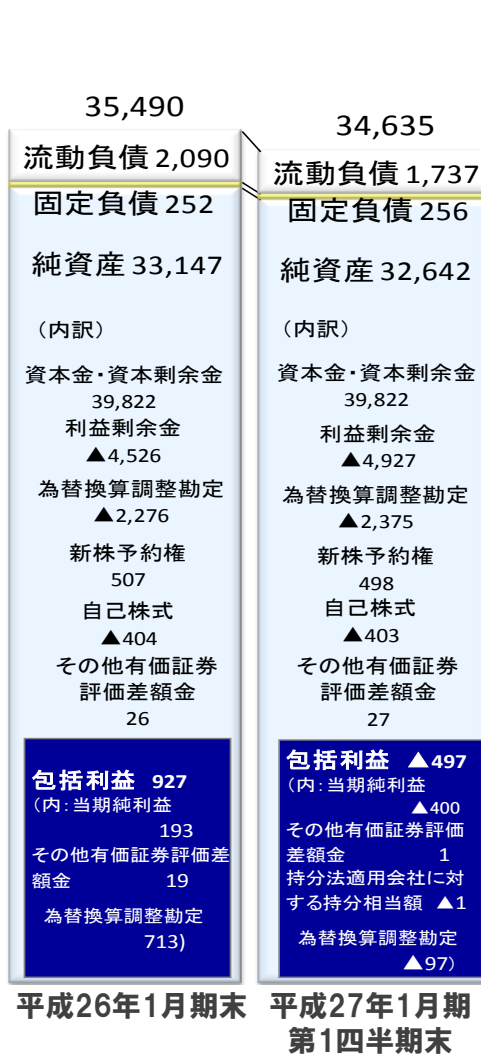 35,490
流動負債 2,090
固定負債 252
純資産 33,147
（内訳）
資本金・資本剰余金
39,822
利益剰余金
▲4,526
為替換算調整勘定
▲2,276
新株予約権
507
自己株式
▲404
その他有価証券
評価差額金
26
包括利益 927
（内：当期純利益
193
その他有価証券評価差
額金 19
為替換算調整勘定
713)
平成26年1月期末
34,635
流動負債 1,737
固定負債 256
純資産 32,642
（内訳）
資本金・資本剰余金
39,822
利益剰余金
▲4,927
為替換算調整勘定
▲2,375
新株予約権
498
自己株式
▲403
その他有価証券
評価差額金
27
包括利益 ▲497
（内：当期純利益
▲400
その他有価証券評価
差額金 1
持分法適用会社に対
する持分相当額 ▲1
為替換算調整勘定
▲97）
平成27年1月期
第1四半期末